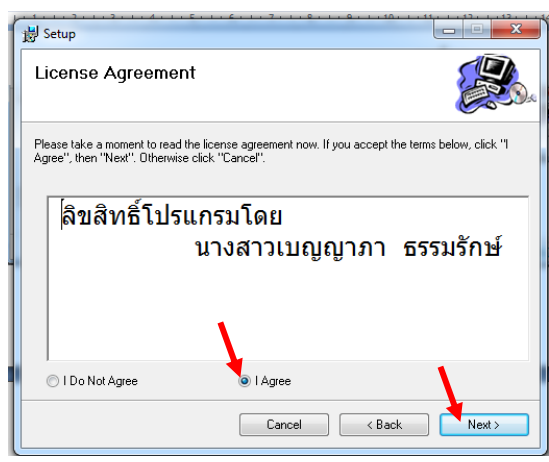 Setup
License Agreement
Please take a moment to read the license agreement now. If you accept the terms below, click "I
Agree", then "Next". Otherwise click "Cancel".
ลิขสิทธิ์โปรแกรมโดย
นางสาวเบญญาภา ธรรมรักษ์
I Do Not Agree
I Agree
Cancel
< Back
Next >